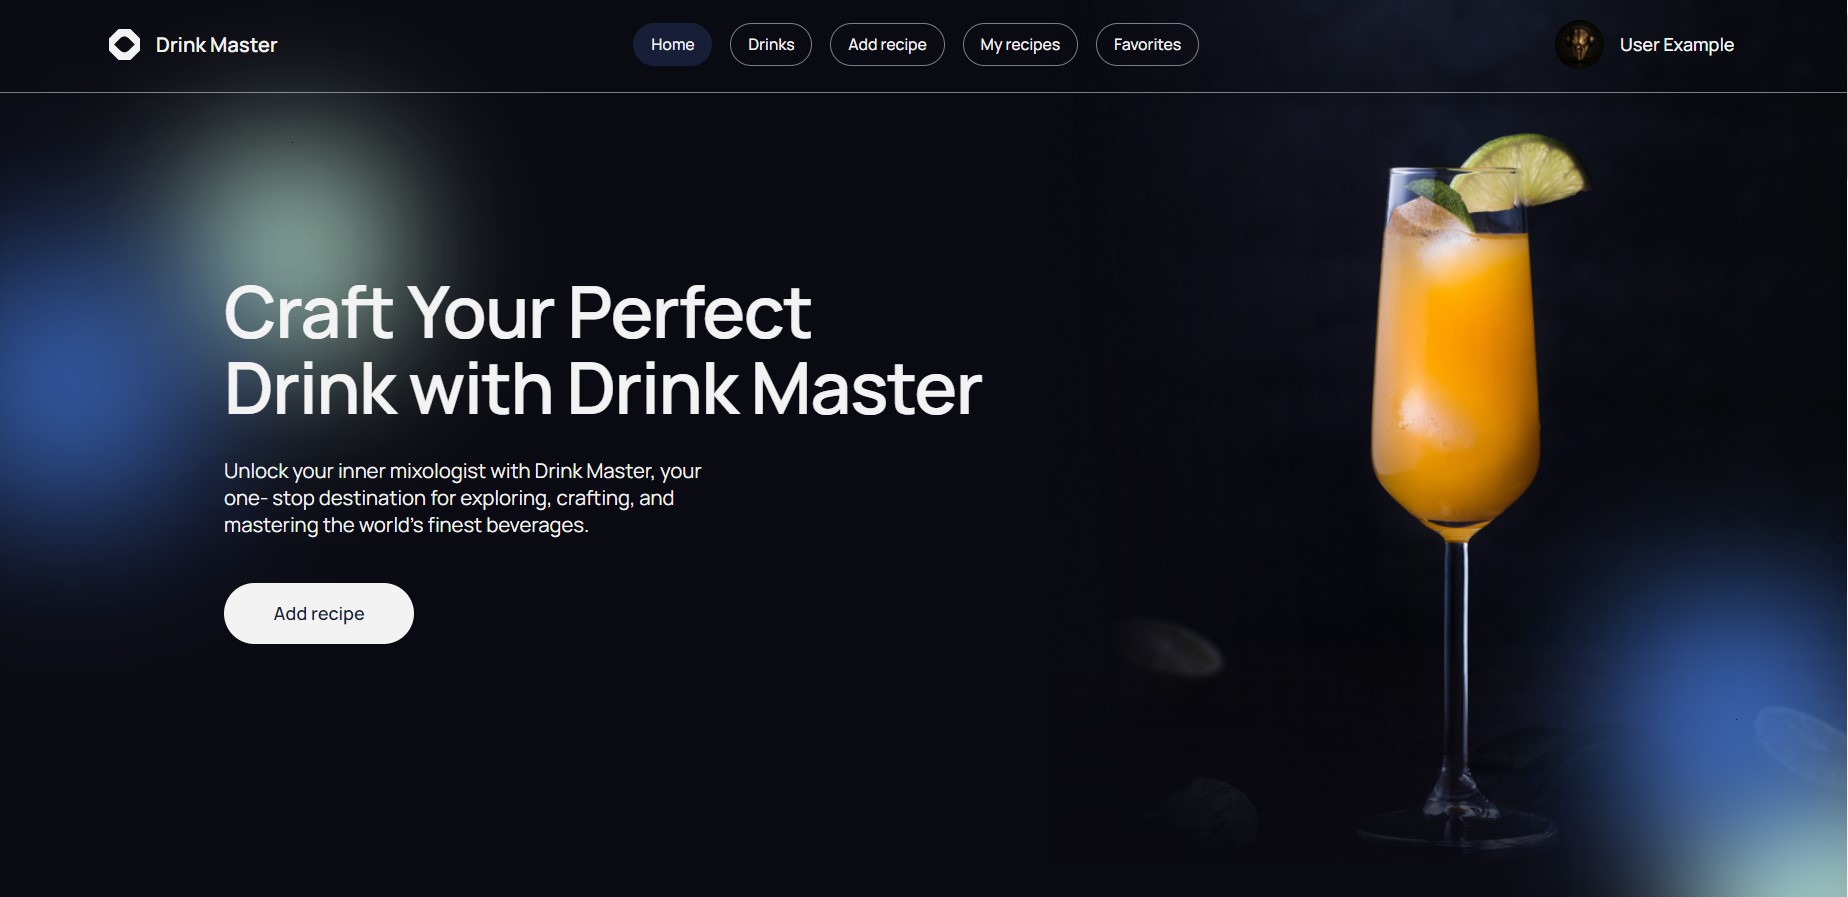 Drink Master
Home
Drinks
Add recipe
My recipes
Favorites
User Example
Craft Your Perfect
Drink with Drink Master
Unlock your inner mixologist with Drink Master, your
one- stop destination for exploring, crafting, and
mastering the world’s finest beverages.
Add recipe